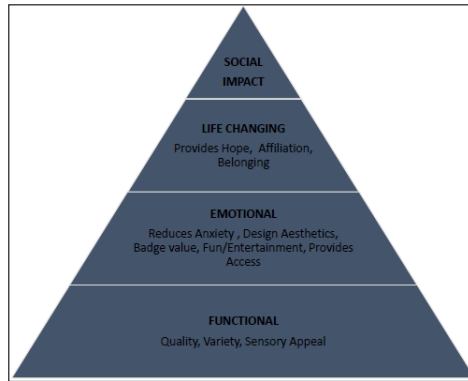 SOCIAL
IMPACT
LIFE CHANGING
Provides Hope, Affiliation,
Belonging
EMOTIONAL
Reduces Anxiety , Design Aesthetics,
Badge value, Fun/Entertainment, Provides
Access
FUNCTIONAL
Quality, Variety, Sensory Appeal